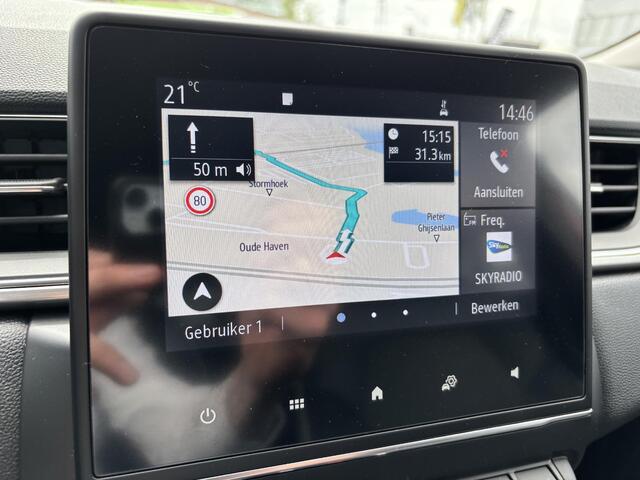 21°C
14:46
50 m
15:15
31.3 km
80
Stormhoek
Oude Haven
Pieter
Ghijsenlaan
Telefoon
Aansluiten
Freq.
SKYRADIO
Gebruiker 1
Bewerken